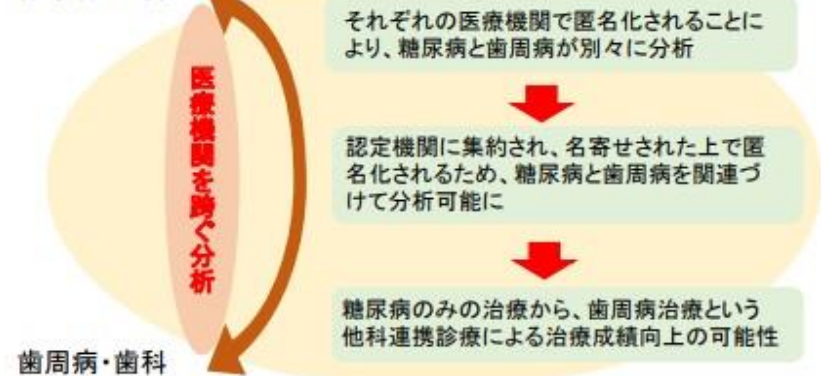 それぞれの医療機関で匿名化されることに
より、糖尿病と歯周病が別々に分析
医療機関を跨ぐ分析
認定機関に集約され、名寄せされた上で匿
名化されるため、糖尿病と歯周病を関連づ
けて分析可能に
糖尿病のみの治療から、歯周病治療という
他科連携診療による治療成績向上の可能性
歯周病・歯科